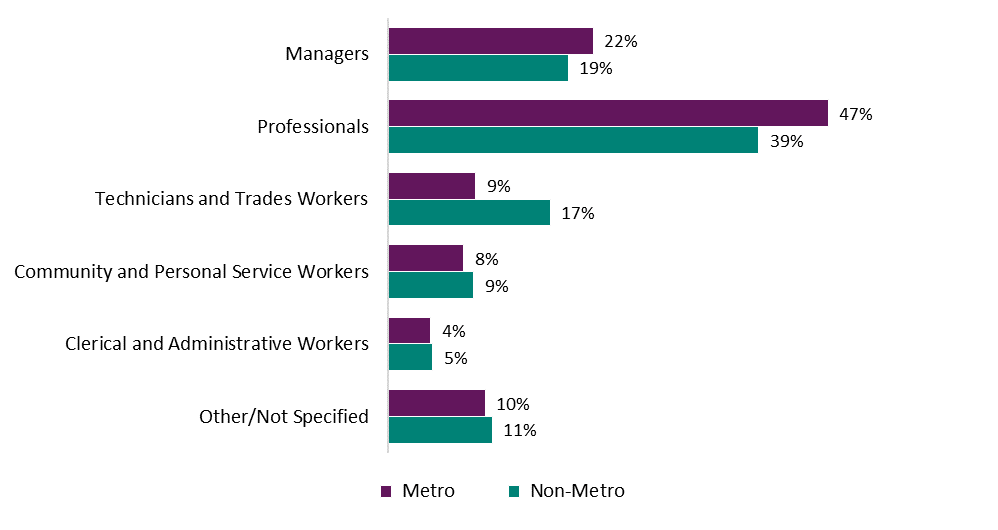 Managers
22%
19%
Professionals
47%
39%
Technicians and Trades Workers
9%
17%
Community and Personal Service Workers
8%
9%
Clerical and Administrative Workers
4%
5%
Other/Not Specified
10%
11%
Metro Non-Metro